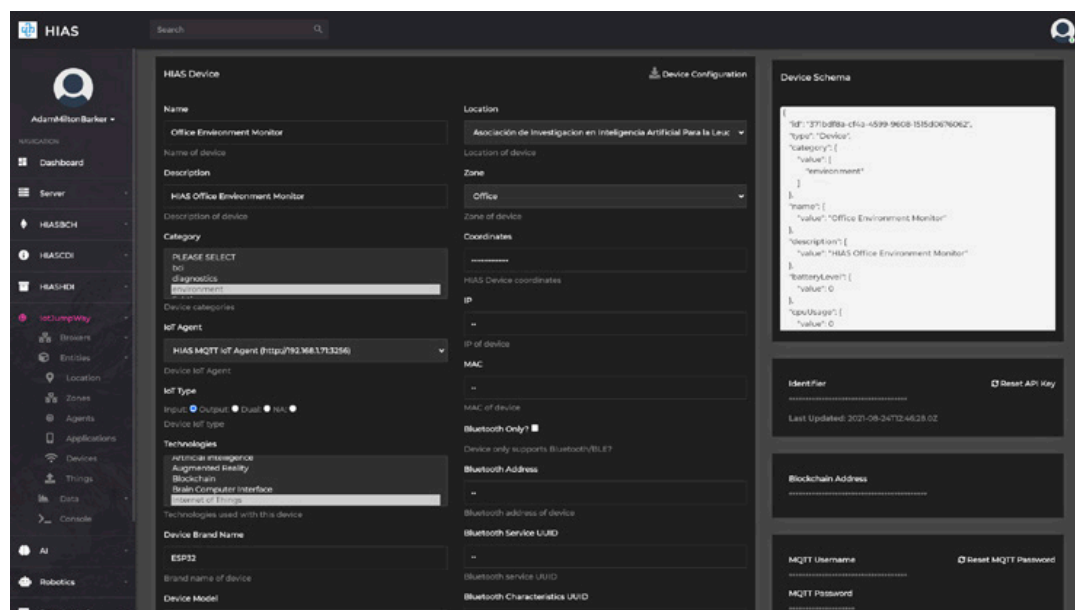 HIAS
Search
AdamMiltonBarker
NAVIGATION
Dashboard
Server
HIASBCH
HIASCDI
HIASHDI
IotJumpWay
Brokers
Entities
Location
Zones
Agents
Applications
Devices
Things
Data
Console
AI
Robotics
HIAS Device
Device Configuration
Name
Office Environment Monitor
Name of device
Description
HIAS Office Environment Monitor
Description of device
Category
PLEASE SELECT
bci
diagnostics
environment
Device categories
IoT Agent
HIAS MQTT IoT Agent (http://192.168.1.71:3256)
Device IoT Agent
IoT Type
Input: Output: Dual: NA:
Device IoT type
Technologies
Artificial Intelligence
Augmented Reality
Blockchain
Brain Computer Interface
Internet of Things
Technologies used with this device
Device Brand Name
ESP32
Brand name of device
Device Model
Location
Asociación de Investigacion en Inteligencia Artificial Para la Leuc
Location of device
Zone
Office
Zone of device
Coordinates
HIAS Device coordinates
IP
--
IP of device
MAC
--
MAC of device
Bluetooth Only?
Device only supports Bluetooth/BLE?
Bluetooth Address
--
Bluetooth address of device
Bluetooth Service UUID
--
Bluetooth service UUID
Bluetooth Characteristics UUID
Device Schema
{
"id": "371bdf8a-cf4a-4599-9608-1515d0676062",
"type": "Device",
"category": {
"value": [
"environment"
]
},
"name": {
"value": "Office Environment Monitor"
},
"description": {
"value": "HIAS Office Environment Monitor"
},
"batteryLevel": {
"value": 0
},
"cpuUsage": {
"value": 0
Identifier
Reset API Key
Last Updated: 2021-08-24T12:46:28.0Z
Blockchain Address
MQTT Username
Reset MQTT Password
MQTT Password